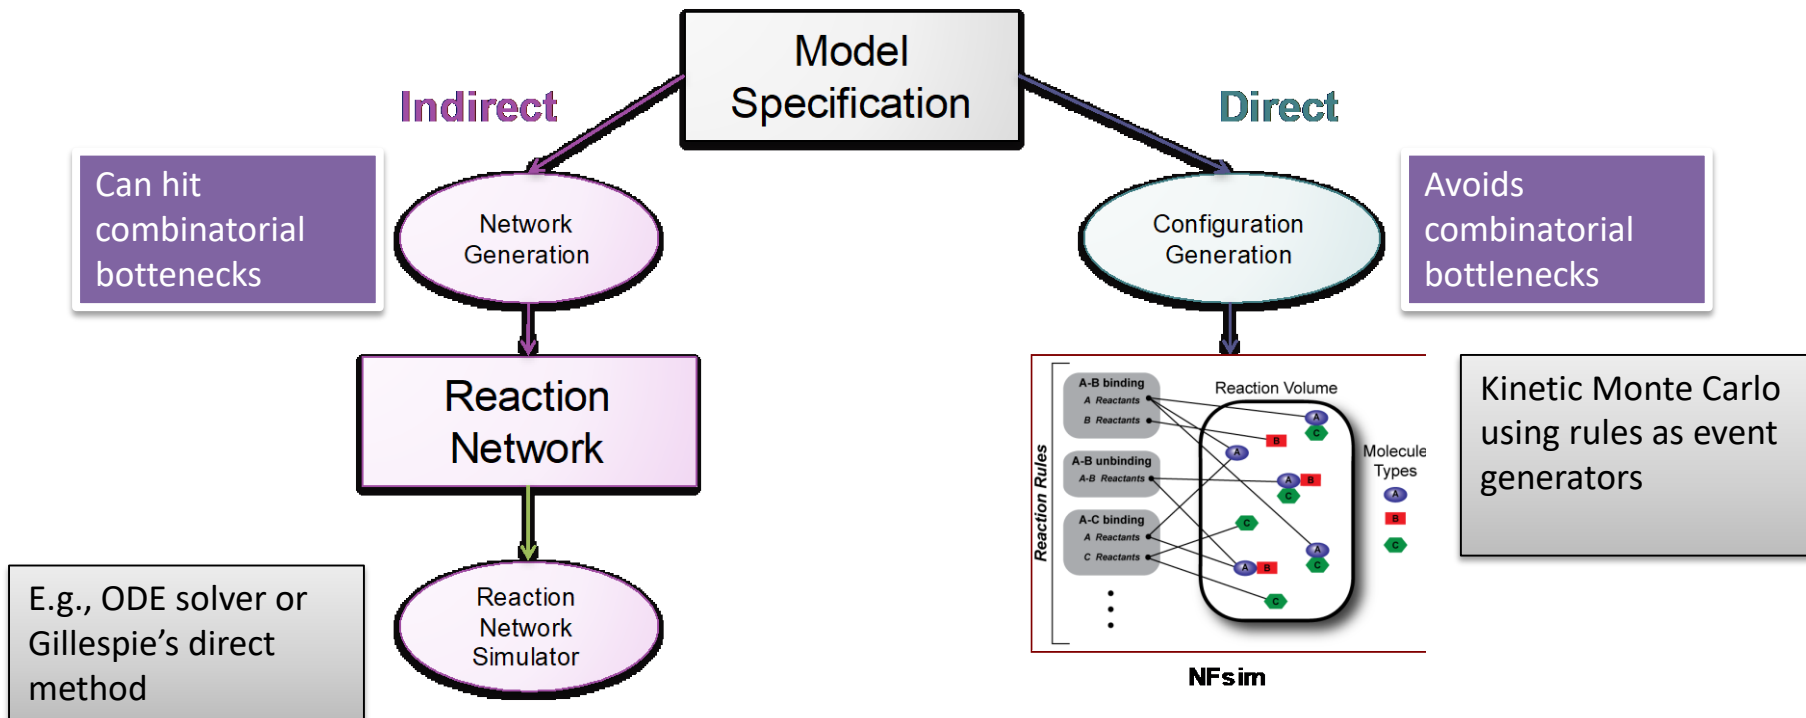 Model
Specification
Indirect
Direct
Can hit
combinatorial
bottenecks
Network
Generation
Configuration
Generation
Avoids
combinatorial
bottlenecks
Reaction
Network
Reaction Rules
A-B binding
A Reactants
B Reactants
A-B unbinding
A-B Reactants
A-C binding
A Reactants
C Reactants
Reaction Volume
A
C
B
A
A B
C
C
A
C
A B
C
Molecule
Types
A
B
C
Kinetic Monte Carlo
using rules as event
generators
NFsim
E.g., ODE solver or
Gillespie’s direct
method
Reaction
Network
Simulator